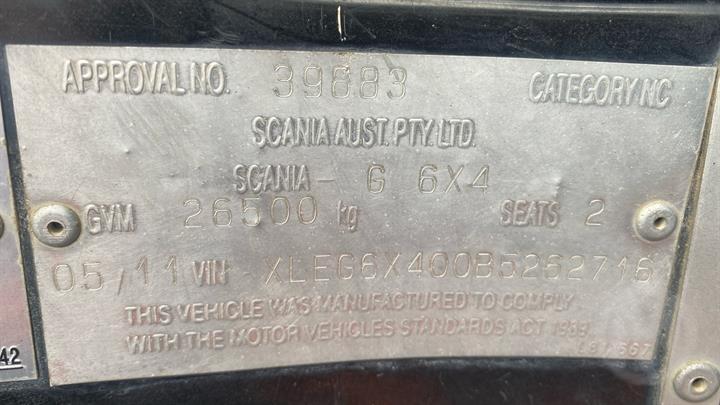 APPROVAL NO. 39883 CATEGORY NC
SCANIA AUST. PTY. LTD.
SCANIA - G 6X4
GVM 26500 kg SEATS 2
05/11 VIN XLEG6X400B5262716
THIS VEHICLE WAS MANUFACTURED TO COMPLY
WITH THE MOTOR VEHICLES STANDARDS ACT 1989
42